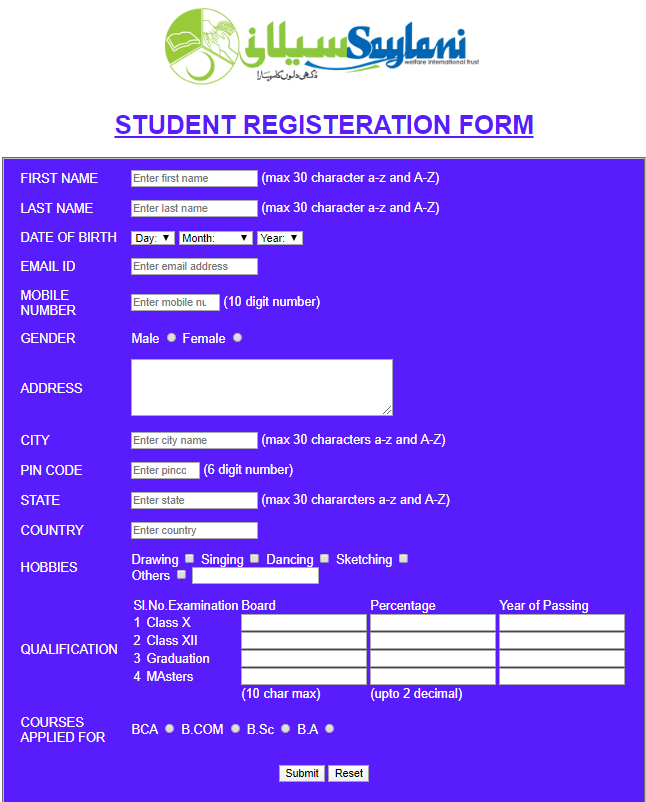 سیلانی Saylani
welfare international trust
دکھی دلوں کا سہارا
STUDENT REGISTERATION FORM
FIRST NAME Enter first name (max 30 character a-z and A-Z)
LAST NAME Enter last name (max 30 character a-z and A-Z)
DATE OF BIRTH Day: Month: Year:
EMAIL ID Enter email address
MOBILE
NUMBER Enter mobile nu (10 digit number)
GENDER Male Female
ADDRESS
CITY Enter city name (max 30 characters a-z and A-Z)
PIN CODE Enter pinco (6 digit number)
STATE Enter state (max 30 chararcters a-z and A-Z)
COUNTRY Enter country
HOBBIES Drawing Singing Dancing Sketching
Others
QUALIFICATION
Sl.No. Examination Board Percentage Year of Passing
1 Class X
2 Class XII
3 Graduation
4 MAsters
(10 char max) (upto 2 decimal)
COURSES
APPLIED FOR BCA B.COM B.Sc B.A
Submit Reset